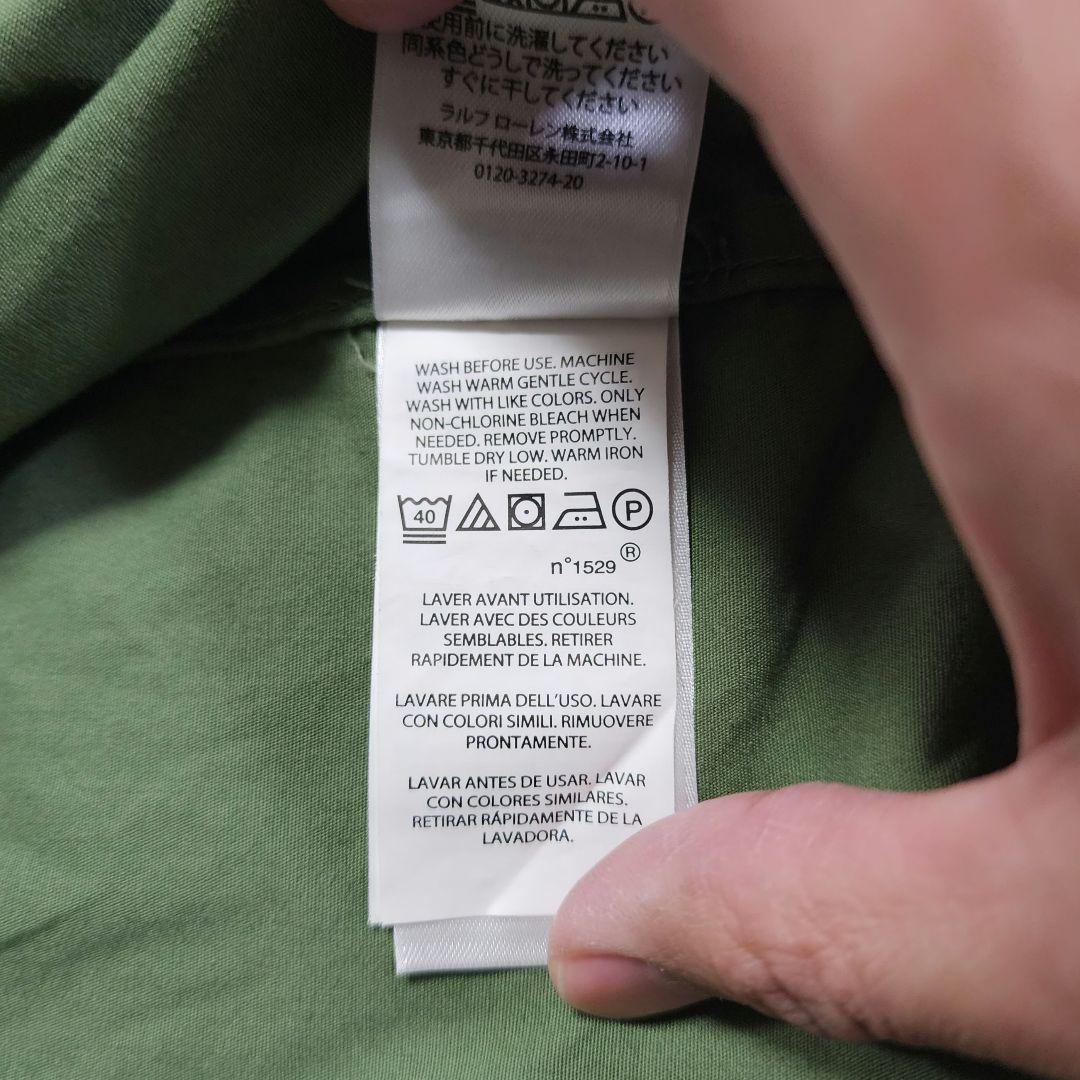 使用前に洗濯してください
同系色どうしで洗ってください
すぐに干してください
ラルフ ローレン株式会社
東京都千代田区永田町2-10-1
0120-3274-20
WASH BEFORE USE. MACHINE
WASH WARM GENTLE CYCLE.
WASH WITH LIKE COLORS. ONLY
NON-CHLORINE BLEACH WHEN
NEEDED. REMOVE PROMPTLY.
TUMBLE DRY LOW. WARM IRON
IF NEEDED.
40 P
n°1529 ®
LAVER AVANT UTILISATION.
LAVER AVEC DES COULEURS
SEMBLABLES. RETIRER
RAPIDEMENT DE LA MACHINE.
LAVARE PRIMA DELL'USO. LAVARE
CON COLORI SIMILI. RIMUOVERE
PRONTAMENTE.
LAVAR ANTES DE USAR. LAVAR
CON COLORES SIMILARES.
RETIRAR RÁPIDAMENTE DE LA
LAVADORA.